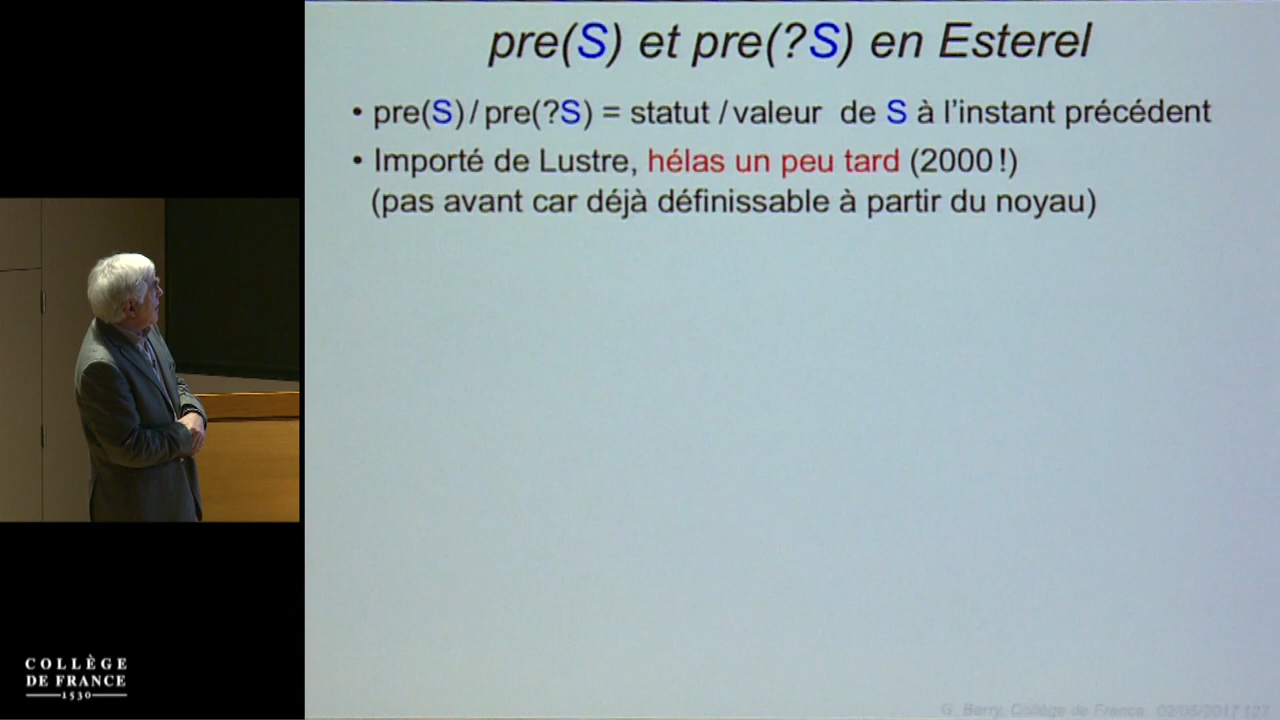 pre(S) et pre(?S) en Esterel
• pre(S) / pre(?S) = statut / valeur de S à l'instant précédent
• Importé de Lustre, hélas un peu tard (2000 !)
(pas avant car déjà définissable à partir du noyau)
COLLÈGE
DE FRANCE
1530
G. Berry, Collège de France